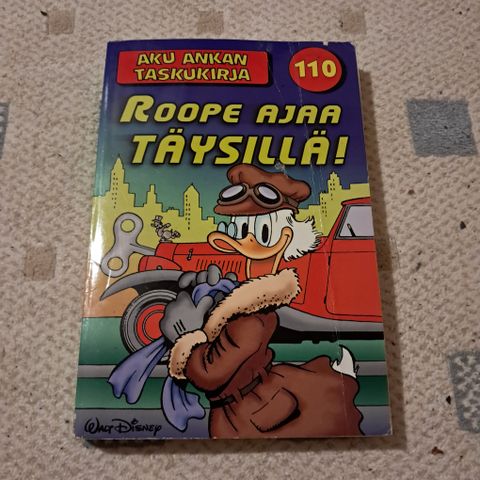 AKU ANKAN
TASKUKIRJA
110
ROOPE AJAA
TÄYSILLÄ!
WALT DISNEY